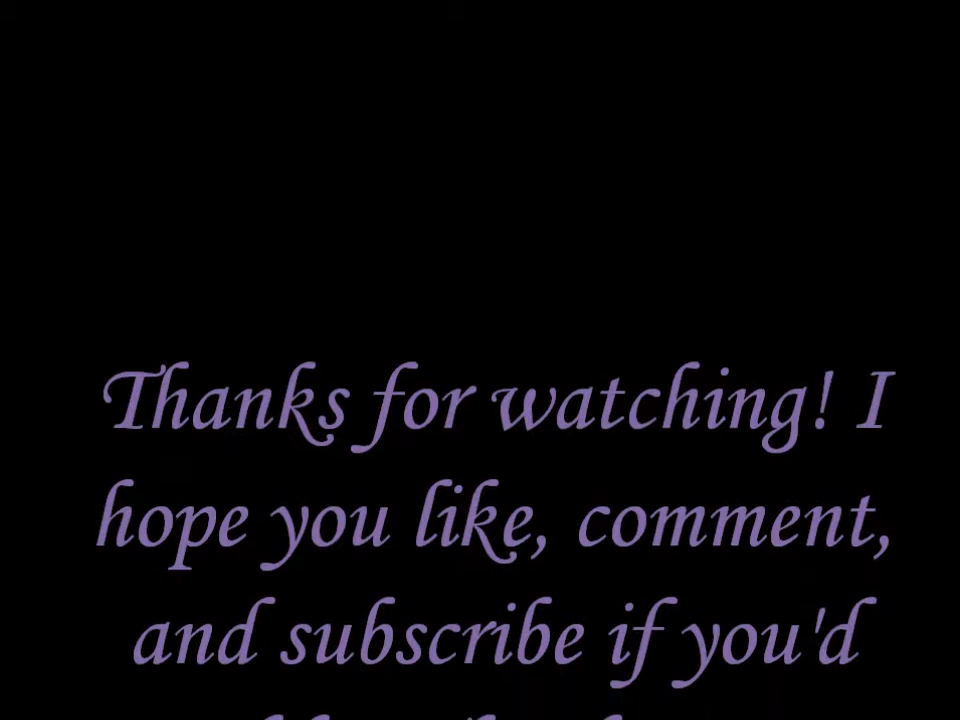 Thanks for watching! I
hope you like, comment,
and subscribe if you'd